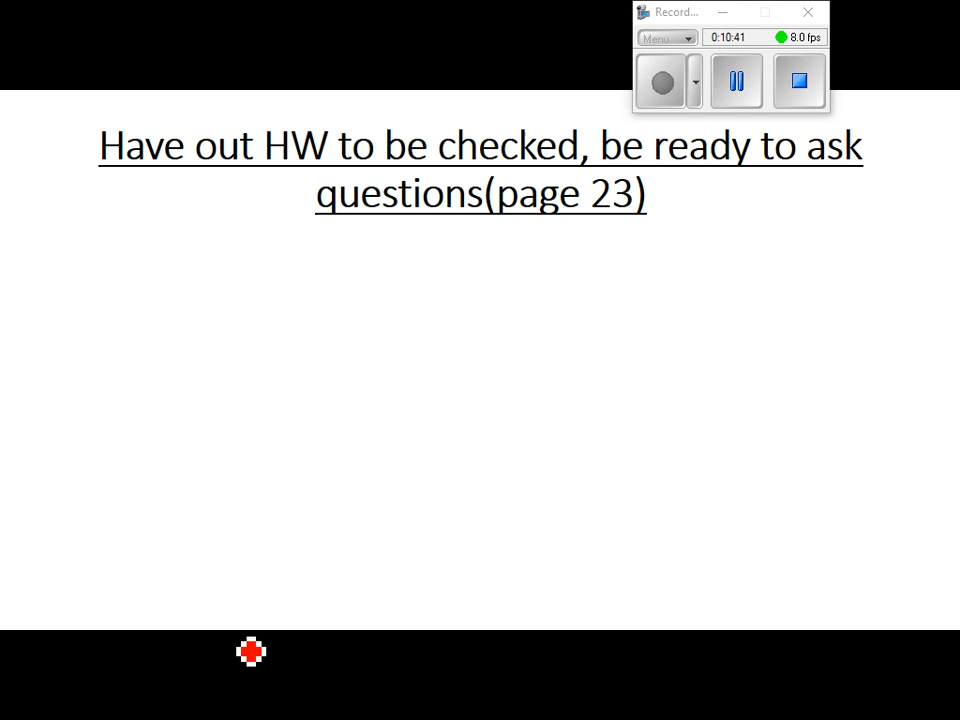 Record...
Menu
0:10:41
8.0 fps
Have out HW to be checked, be ready to ask
questions(page 23)